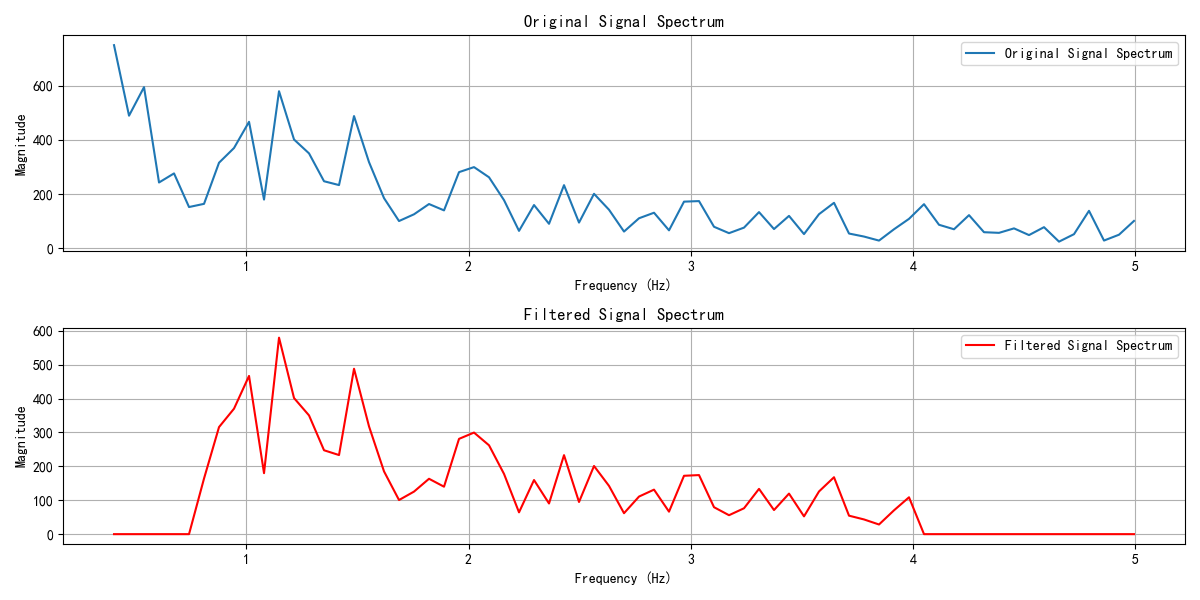 Original Signal Spectrum
Original Signal Spectrum
Magnitude
600
400
200
0
1 2 3 4 5
Frequency (Hz)
Filtered Signal Spectrum
Filtered Signal Spectrum
Magnitude
600
500
400
300
200
100
0
1 2 3 4 5
Frequency (Hz)